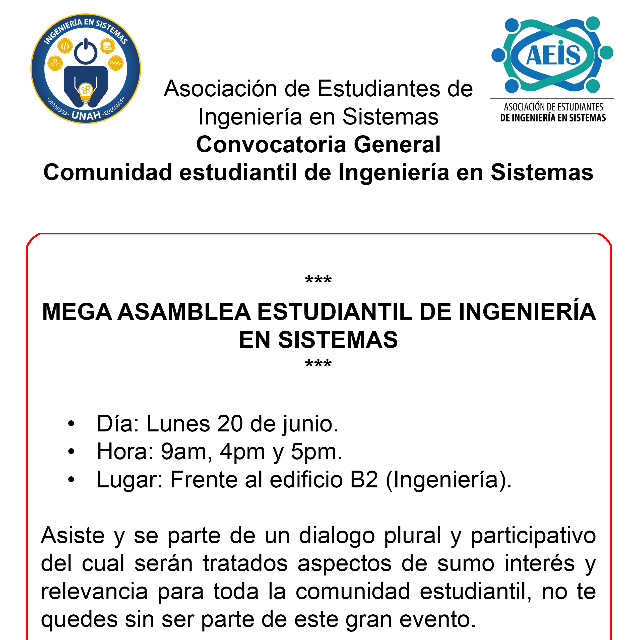 INGENIERÍA EN SISTEMAS
UNAH
AEIS
ASOCIACIÓN DE ESTUDIANTES
DE INGENIERÍA EN SISTEMAS
Asociación de Estudiantes de
Ingeniería en Sistemas
Convocatoria General
Comunidad estudiantil de Ingeniería en Sistemas
***
MEGA ASAMBLEA ESTUDIANTIL DE INGENIERÍA
EN SISTEMAS
***
• Día: Lunes 20 de junio.
• Hora: 9am, 4pm y 5pm.
• Lugar: Frente al edificio B2 (Ingeniería).
Asiste y se parte de un dialogo plural y participativo
del cual serán tratados aspectos de sumo interés y
relevancia para toda la comunidad estudiantil, no te
quedes sin ser parte de este gran evento.